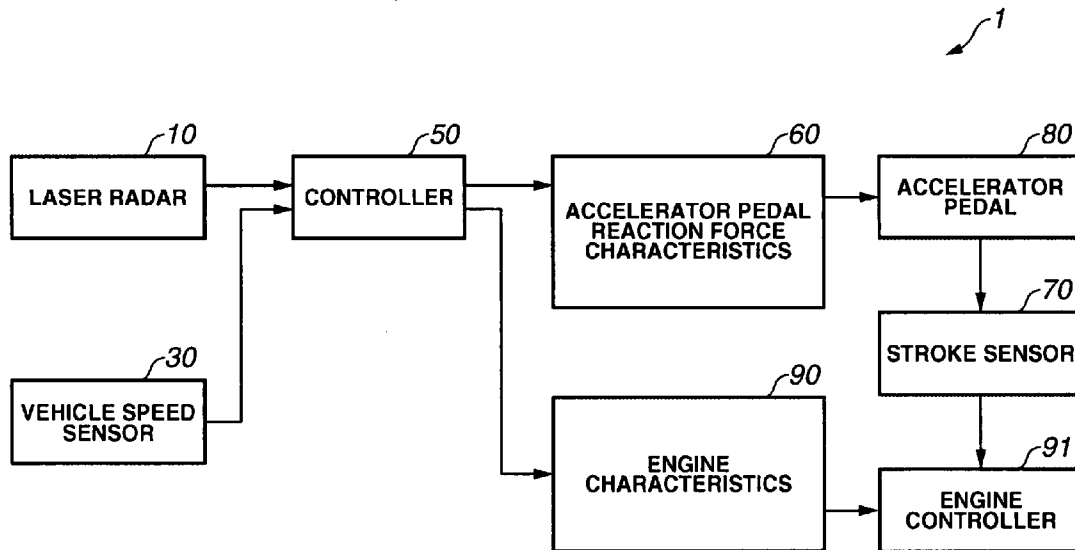 1
10
LASER RADAR
50
CONTROLLER
60
ACCELERATOR PEDAL
REACTION FORCE
CHARACTERISTICS
80
ACCELERATOR
PEDAL
70
STROKE SENSOR
30
VEHICLE SPEED
SENSOR
90
ENGINE
CHARACTERISTICS
91
ENGINE
CONTROLLER